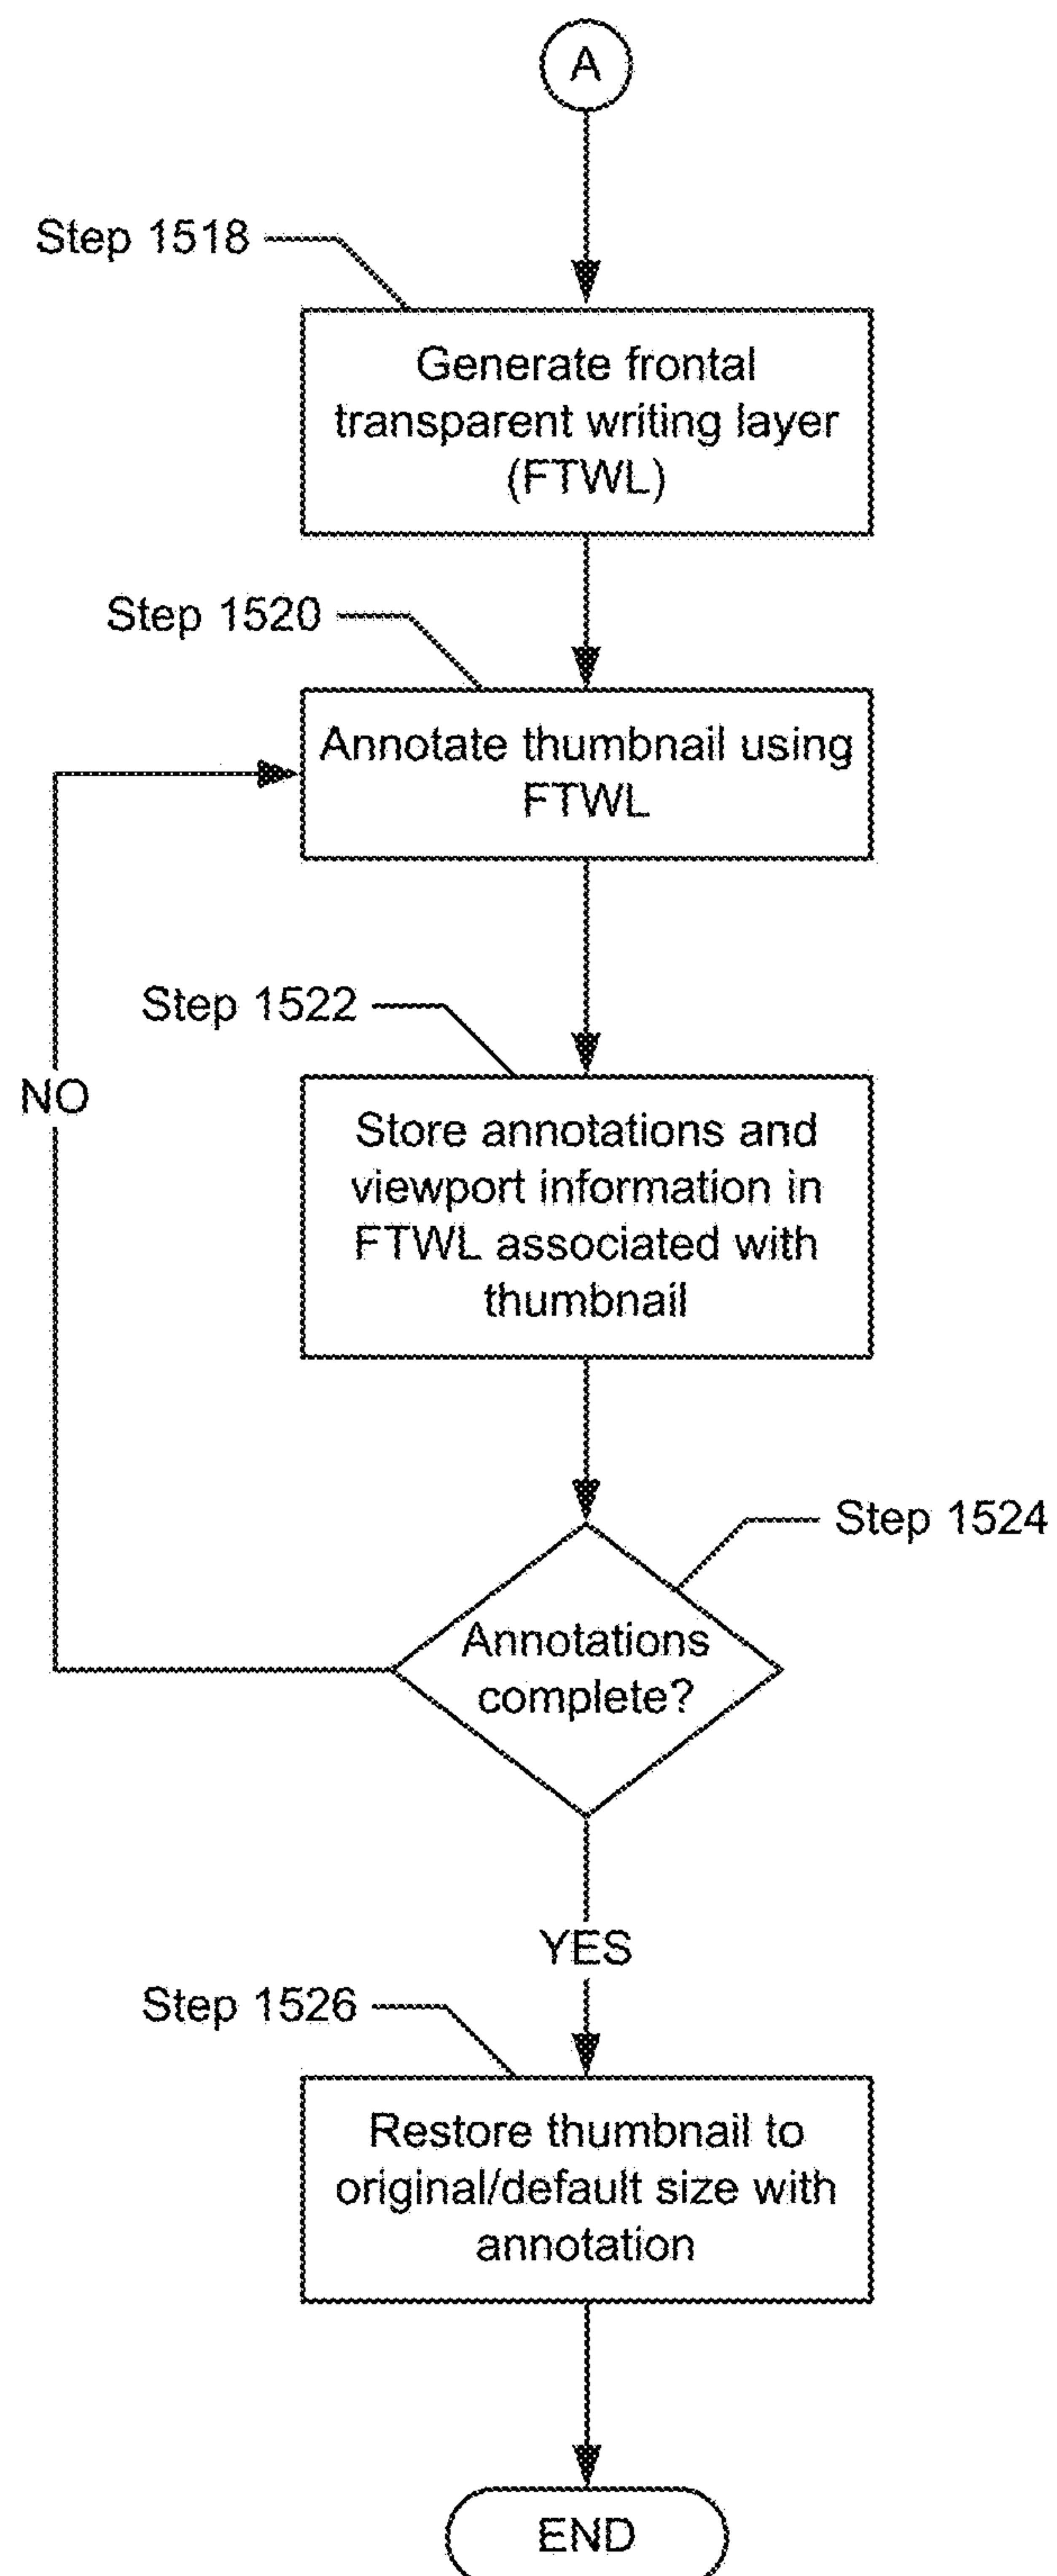 A
Step 1518
Generate frontal
transparent writing layer
(FTWL)
Step 1520
Annotate thumbnail using
FTWL
Step 1522
NO
Store annotations and
viewport information in
FTWL associated with
thumbnail
Step 1524
Annotations
complete?
YES
Step 1526
Restore thumbnail to
original/default size with
annotation
END